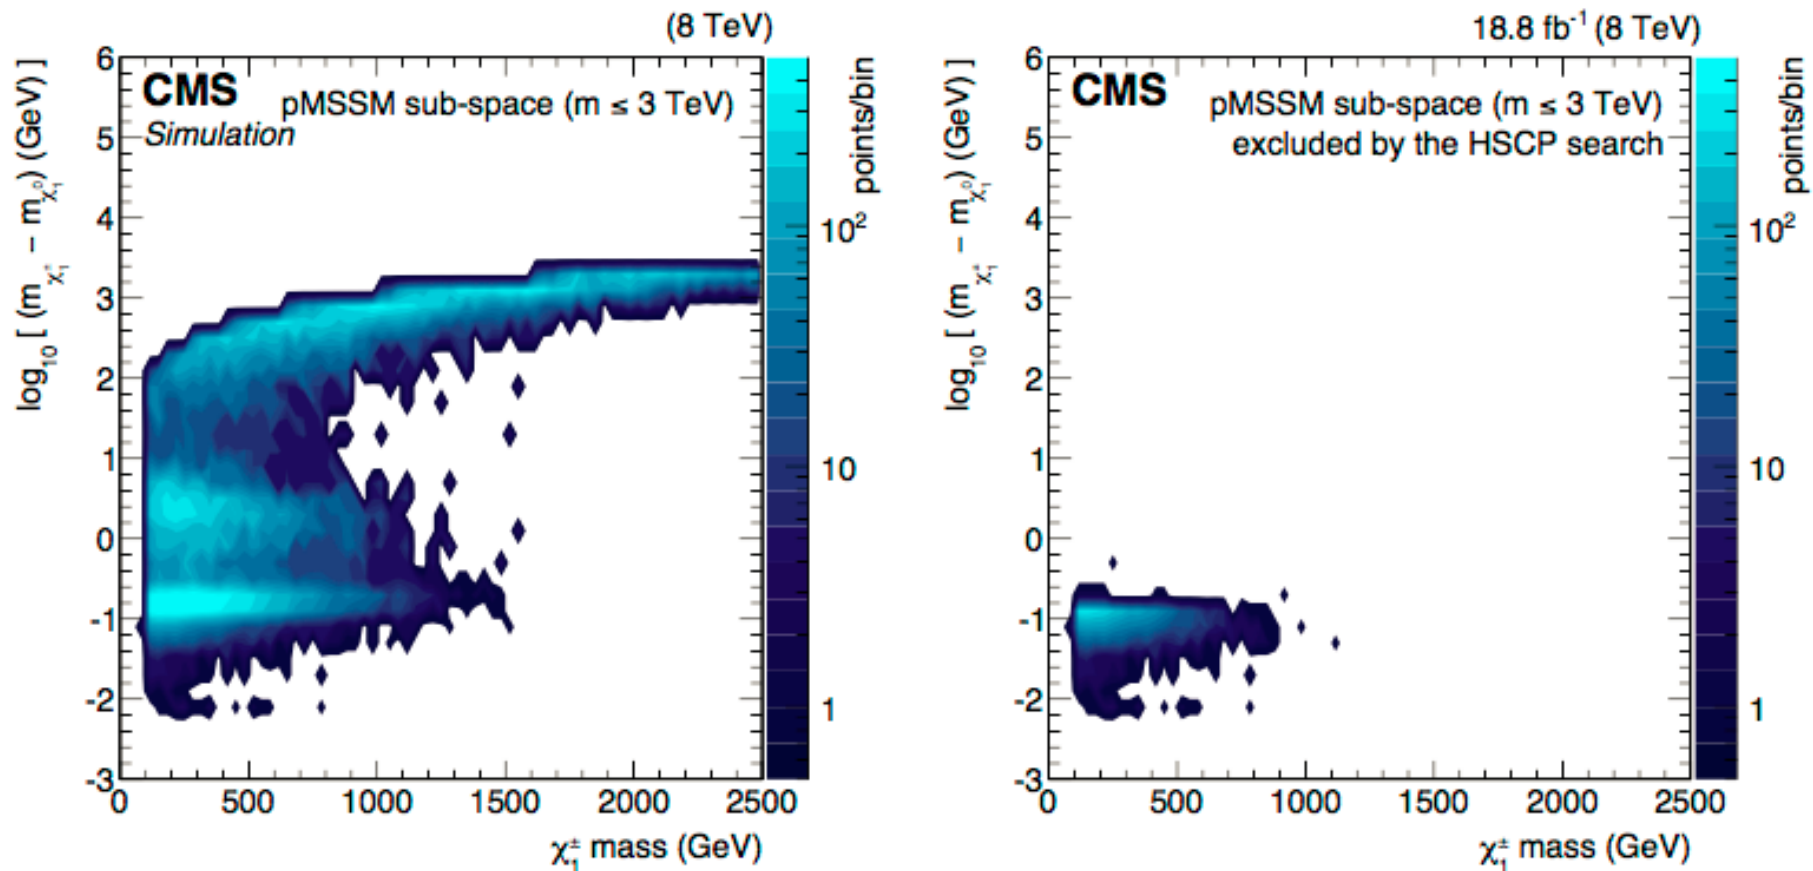 (8 TeV)
CMS
Simulation
pMSSM sub-space (m ≤ 3 TeV)
log₁₀ [ (m_χ₁± − m_χ₁⁰) (GeV) ]
6
5
4
3
2
1
0
-1
-2
-3
0 500 1000 1500 2000 2500
χ₁± mass (GeV)
points/bin
10²
10
1
18.8 fb⁻¹ (8 TeV)
CMS
pMSSM sub-space (m ≤ 3 TeV)
excluded by the HSCP search
log₁₀ [ (m_χ₁± − m_χ₁⁰) (GeV) ]
6
5
4
3
2
1
0
-1
-2
-3
0 500 1000 1500 2000 2500
χ₁± mass (GeV)
points/bin
10²
10
1